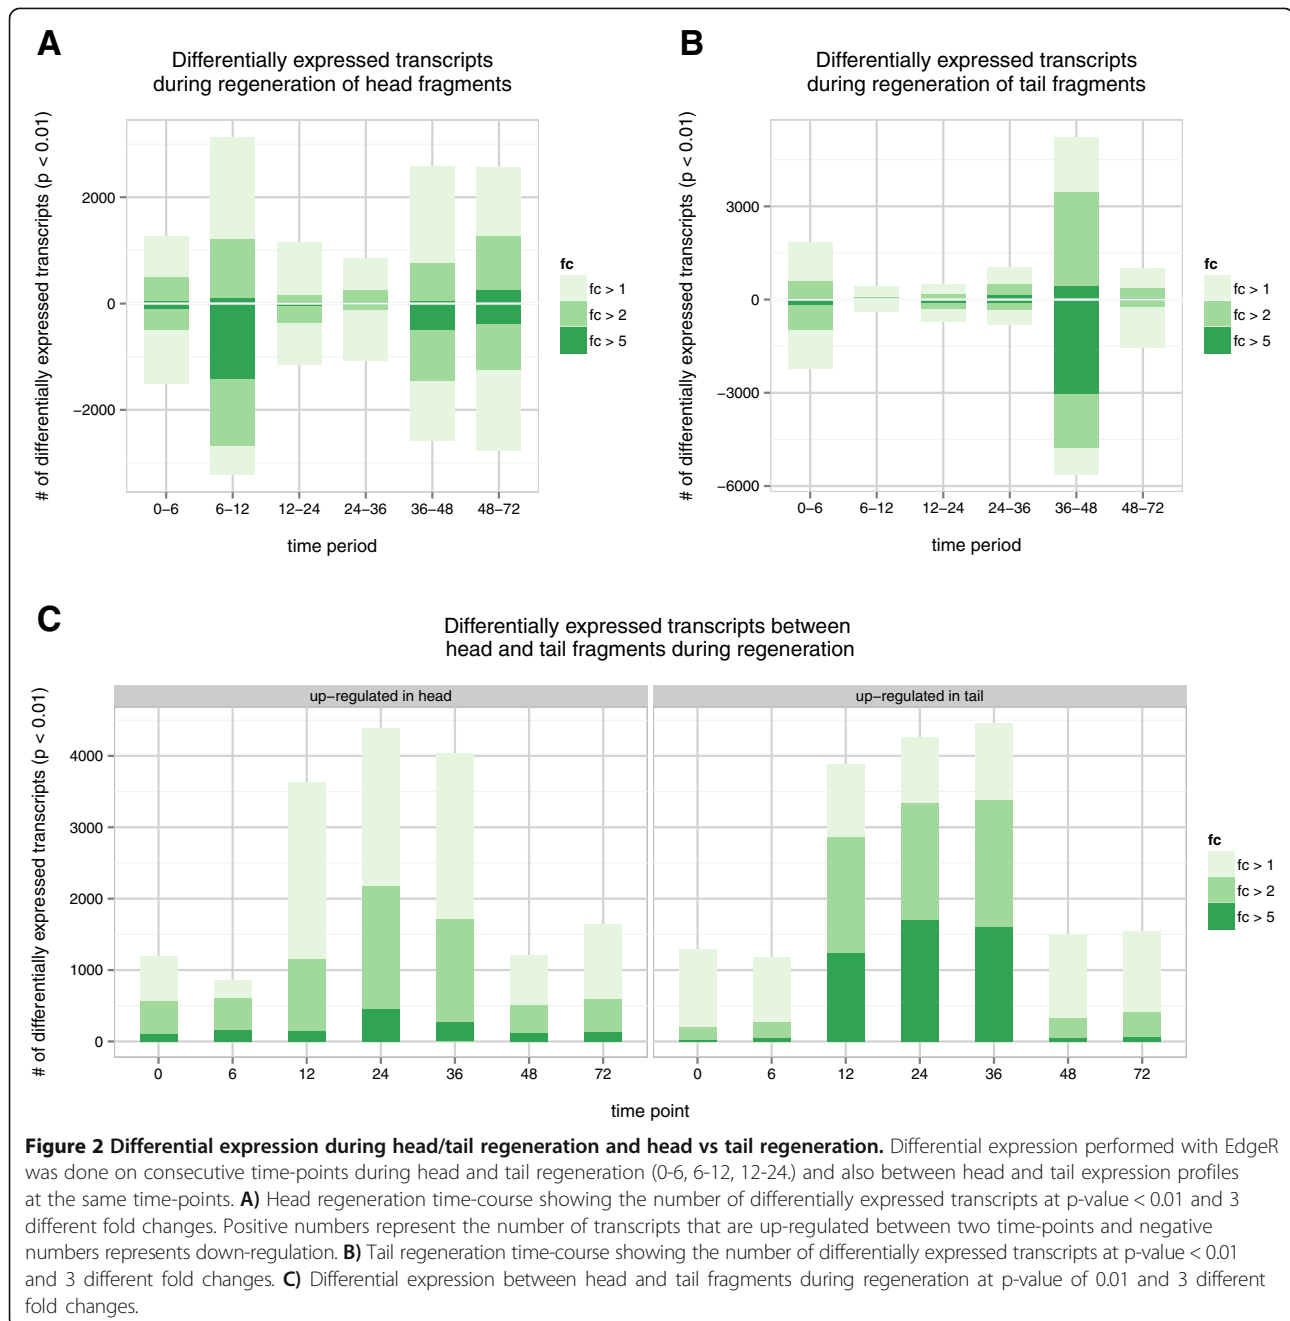 A
Differentially expressed transcripts
during regeneration of head fragments
# of differentially expressed transcripts (p < 0.01)
2000
0
−2000
0−6 6−12 12−24 24−36 36−48 48−72
time period
fc
fc > 1
fc > 2
fc > 5
B
Differentially expressed transcripts
during regeneration of tail fragments
# of differentially expressed transcripts (p < 0.01)
3000
0
−3000
−6000
0−6 6−12 12−24 24−36 36−48 48−72
time period
fc
fc > 1
fc > 2
fc > 5
C
Differentially expressed transcripts between
head and tail fragments during regeneration
# of differentially expressed transcripts (p < 0.01)
up−regulated in head up−regulated in tail
4000
3000
2000
1000
0
0 6 12 24 36 48 72 0 6 12 24 36 48 72
time point
fc
fc > 1
fc > 2
fc > 5
Figure 2 Differential expression during head/tail regeneration and head vs tail regeneration. Differential expression performed with EdgeR
was done on consecutive time-points during head and tail regeneration (0-6, 6-12, 12-24.) and also between head and tail expression profiles
at the same time-points. A) Head regeneration time-course showing the number of differentially expressed transcripts at p-value < 0.01 and 3
different fold changes. Positive numbers represent the number of transcripts that are up-regulated between two time-points and negative
numbers represents down-regulation. B) Tail regeneration time-course showing the number of differentially expressed transcripts at p-value < 0.01
and 3 different fold changes. C) Differential expression between head and tail fragments during regeneration at p-value of 0.01 and 3 different
fold changes.